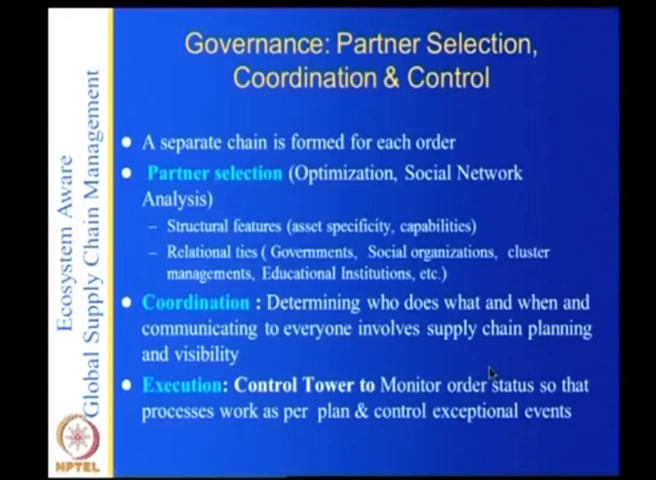 Governance: Partner Selection,
Coordination & Control
Ecosystem Aware
Global Supply Chain Management
• A separate chain is formed for each order
• Partner selection (Optimization, Social Network
Analysis)
– Structural features (asset specificity, capabilities)
– Relational ties ( Governments, Social organizations, cluster
managements, Educational Institutions, etc.)
• Coordination : Determining who does what and when and
communicating to everyone involves supply chain planning
and visibility
• Execution: Control Tower to Monitor order status so that
processes work as per plan & control exceptional events
NPTEL